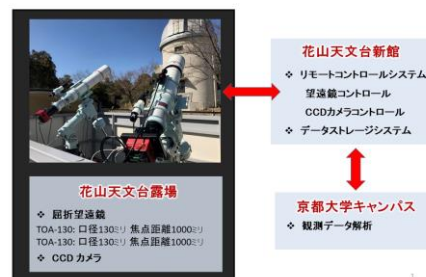 花山天文台露場
❖ 屈折望遠鏡
TOA-130: 口径130ミリ 焦点距離1000ミリ
TOA-130: 口径130ミリ 焦点距離1000ミリ
❖ CCD カメラ
花山天文台新館
❖ リモートコントロールシステム
望遠鏡コントロール
CCDカメラコントロール
❖ データストレージシステム
京都大学キャンパス
❖ 観測データ解析